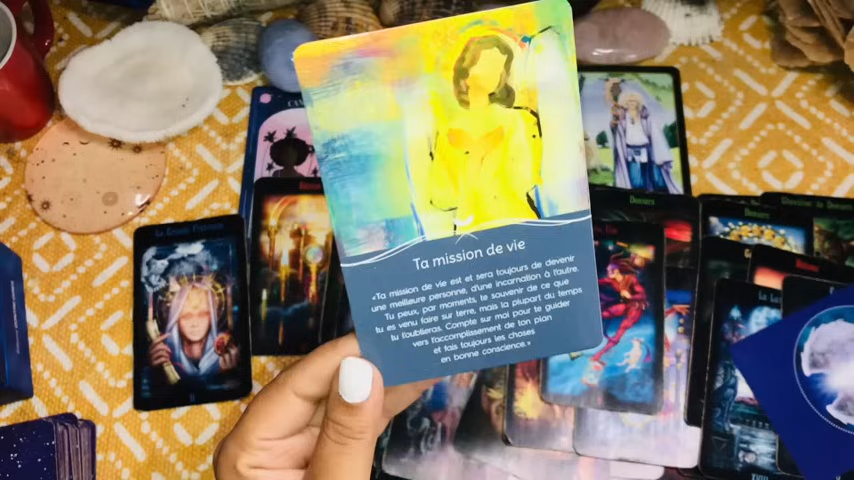 Ta mission de vie
«Ta mission de vie est et sera toujours de devenir
une meilleure personne, d'une incarnation à l'autre.
Tu peux, par moments, te souvenir de ce que
tu es venu faire sur terre, mais la plupart du temps
tu l'oublieras. Compte sur moi pour te guider
vers l'accomplissement de ton plan
et fais toujours les choses
en bonne conscience.»
Deniers
Deniers
II